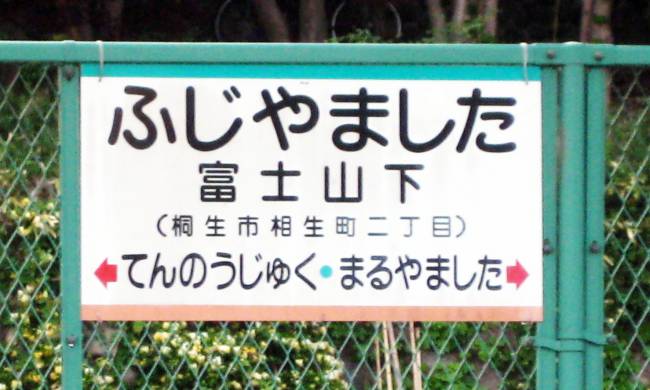 ふじやました
富士山下
(桐生市相生町二丁目)
←てんのうじゅく・まるやました→